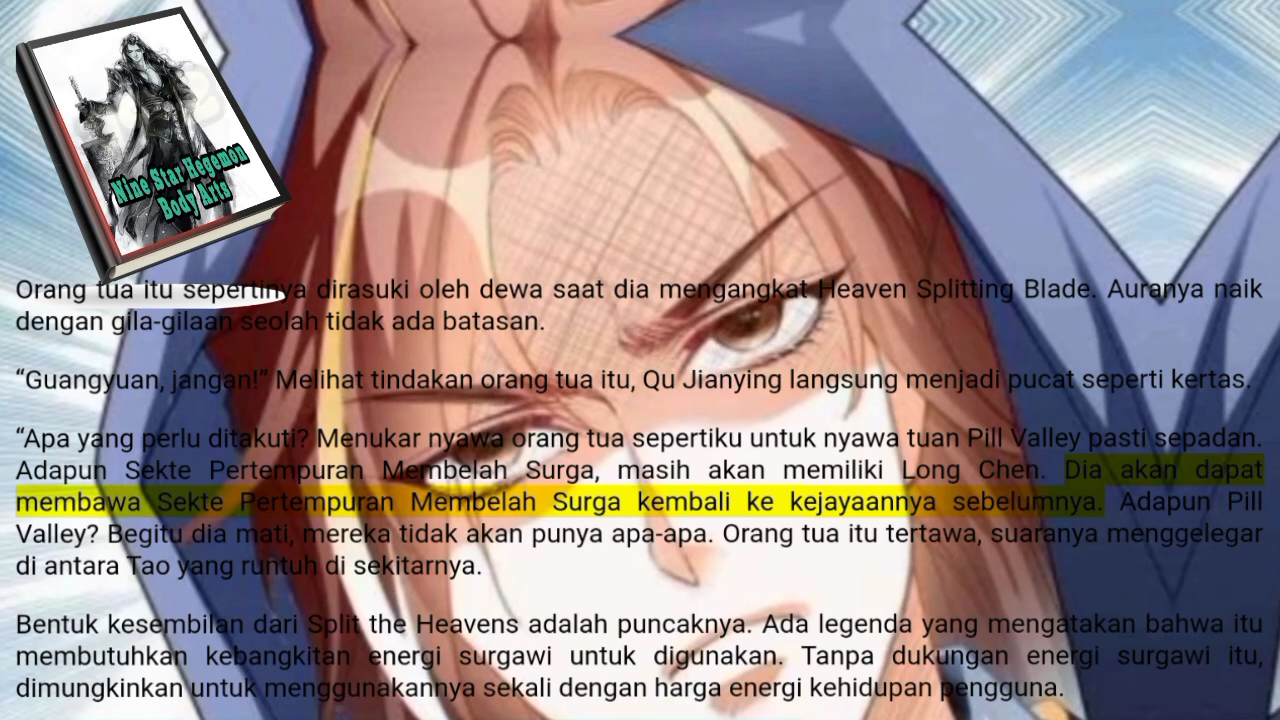 Nine Star Hegemon
Body Arts
Orang tua itu sepertinya dirasuki oleh dewa saat dia mengangkat Heaven Splitting Blade. Auranya naik
dengan gila-gilaan seolah tidak ada batasan.
“Guangyuan, jangan!” Melihat tindakan orang tua itu, Qu Jianying langsung menjadi pucat seperti kertas.
“Apa yang perlu ditakuti? Menukar nyawa orang tua sepertiku untuk nyawa tuan Pill Valley pasti sepadan.
Adapun Sekte Pertempuran Membelah Surga, masih akan memiliki Long Chen. Dia akan dapat
membawa Sekte Pertempuran Membelah Surga kembali ke kejayaannya sebelumnya. Adapun Pill
Valley? Begitu dia mati, mereka tidak akan punya apa-apa. Orang tua itu tertawa, suaranya menggelegar
di antara Tao yang runtuh di sekitarnya.
Bentuk kesembilan dari Split the Heavens adalah puncaknya. Ada legenda yang mengatakan bahwa itu
membutuhkan kebangkitan energi surgawi untuk digunakan. Tanpa dukungan energi surgawi itu,
dimungkinkan untuk menggunakannya sekali dengan harga energi kehidupan pengguna.